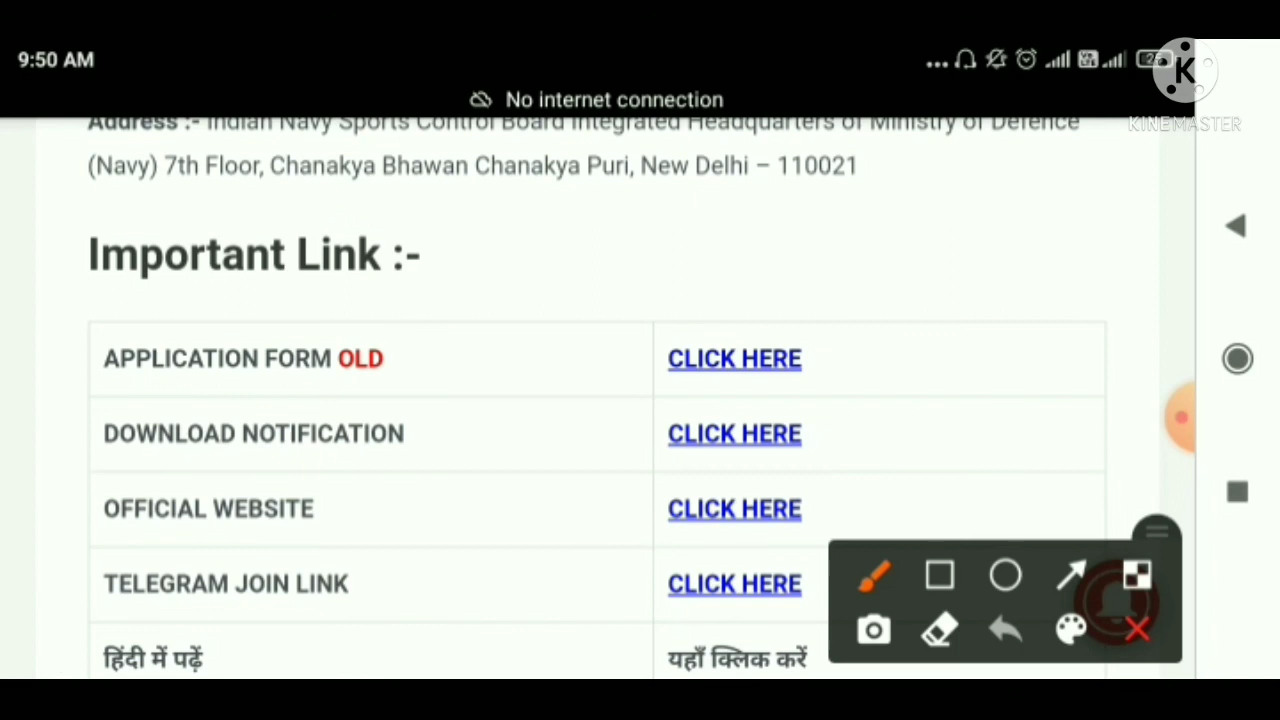 9:50 AM
No internet connection
K
KINEMASTER
Address :- Indian Navy Sports Control Board Integrated Headquarters of Ministry of Defence
(Navy) 7th Floor, Chanakya Bhawan Chanakya Puri, New Delhi – 110021
Important Link :-
APPLICATION FORM OLD CLICK HERE
DOWNLOAD NOTIFICATION CLICK HERE
OFFICIAL WEBSITE CLICK HERE
TELEGRAM JOIN LINK CLICK HERE
हिंदी में पढ़ें यहाँ क्लिक करें